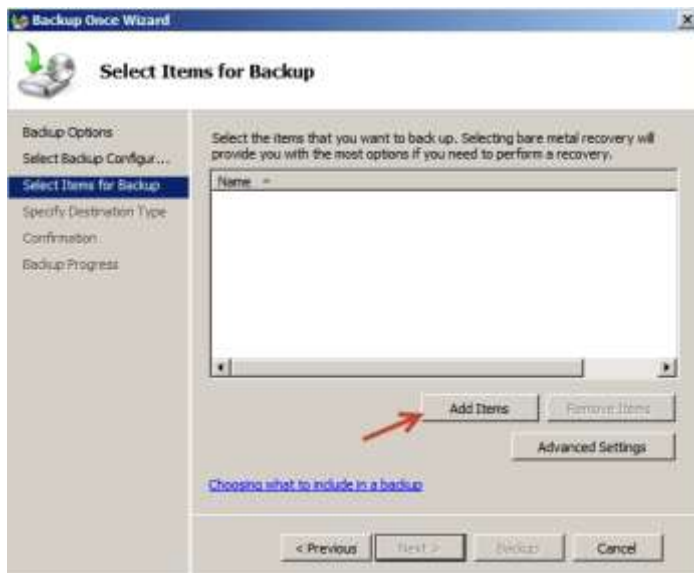 Backup Once Wizard
Select Items for Backup
Backup Options
Select Backup Configur...
Select Items for Backup
Specify Destination Type
Confirmation
Backup Progress
Select the items that you want to back up. Selecting bare metal recovery will
provide you with the most options if you need to perform a recovery.
Name
Add Items
Remove Items
Advanced Settings
Choosing what to include in a backup
< Previous
Next >
Backup
Cancel